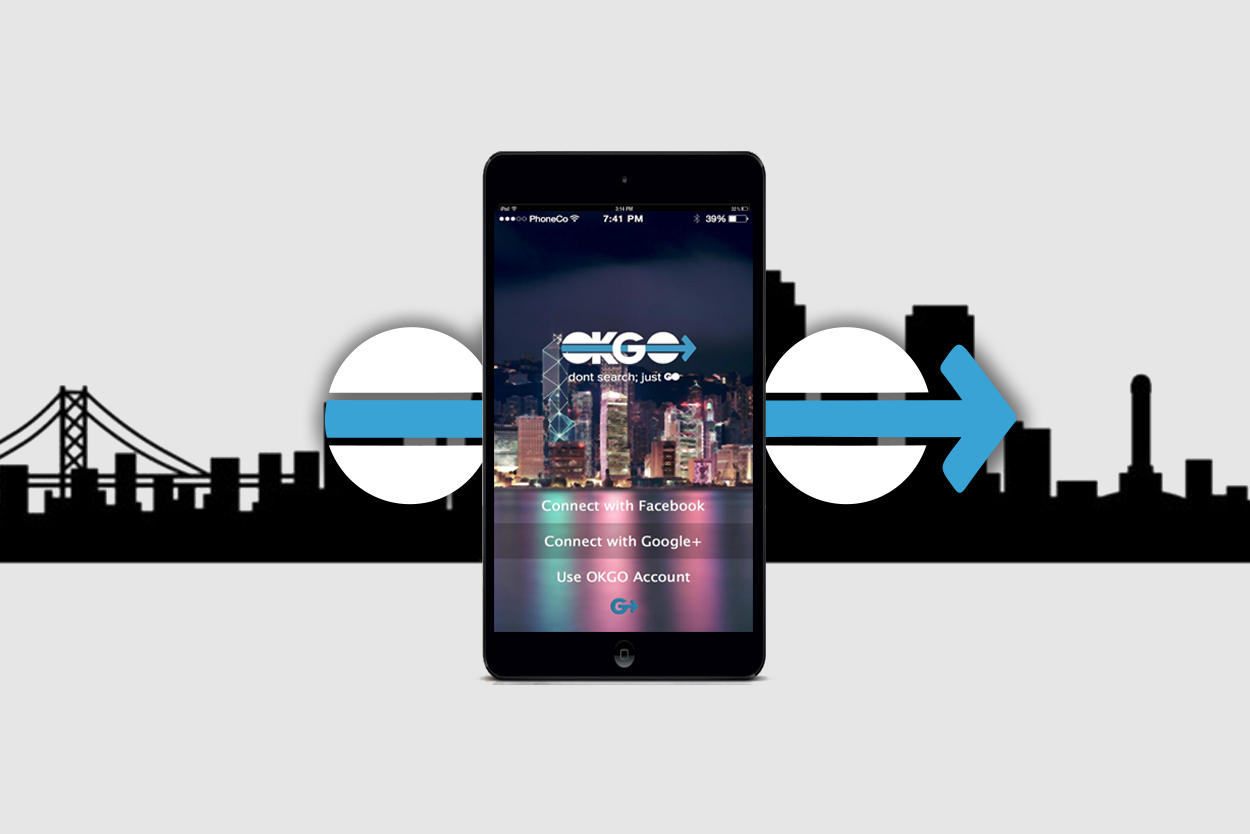 iPad 3:14 PM
PhoneCo 7:41 PM 39%
OKGO
dont search; just GO
Connect with Facebook
Connect with Google+
Use OKGO Account
G